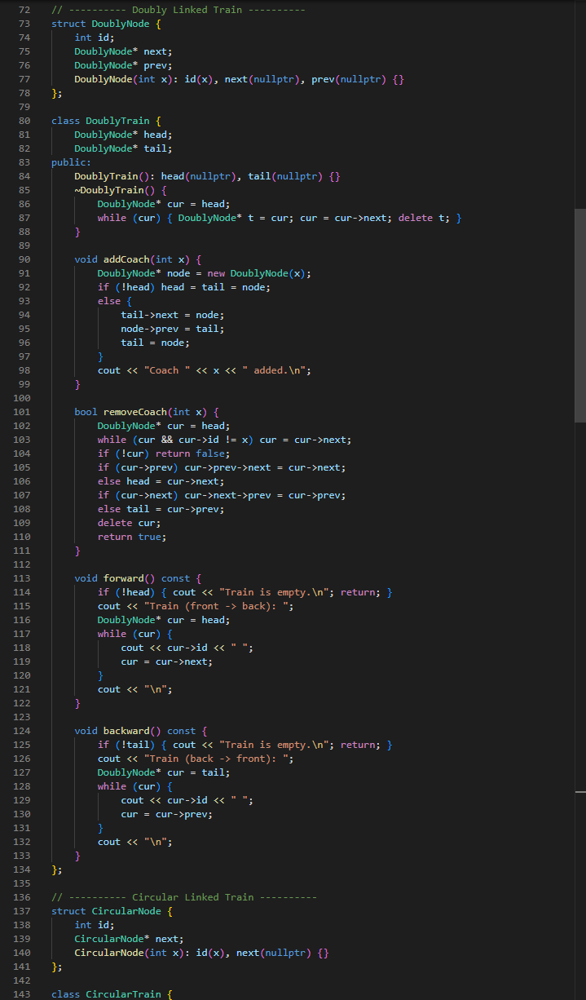 72 // ---------- Doubly Linked Train ----------
73 struct DoublyNode {
74     int id;
75     DoublyNode* next;
76     DoublyNode* prev;
77     DoublyNode(int x): id(x), next(nullptr), prev(nullptr) {}
78 };
79
80 class DoublyTrain {
81     DoublyNode* head;
82     DoublyNode* tail;
83 public:
84     DoublyTrain(): head(nullptr), tail(nullptr) {}
85     ~DoublyTrain() {
86         DoublyNode* cur = head;
87         while (cur) { DoublyNode* t = cur; cur = cur->next; delete t; }
88     }
89
90     void addCoach(int x) {
91         DoublyNode* node = new DoublyNode(x);
92         if (!head) head = tail = node;
93         else {
94             tail->next = node;
95             node->prev = tail;
96             tail = node;
97         }
98         cout << "Coach " << x << " added.\n";
99     }
100
101     bool removeCoach(int x) {
102         DoublyNode* cur = head;
103         while (cur && cur->id != x) cur = cur->next;
104         if (!cur) return false;
105         if (cur->prev) cur->prev->next = cur->next;
106         else head = cur->next;
107         if (cur->next) cur->next->prev = cur->prev;
108         else tail = cur->prev;
109         delete cur;
110         return true;
111     }
112
113     void forward() const {
114         if (!head) { cout << "Train is empty.\n"; return; }
115         cout << "Train (front -> back): ";
116         DoublyNode* cur = head;
117         while (cur) {
118             cout << cur->id << " ";
119             cur = cur->next;
120         }
121         cout << "\n";
122     }
123
124     void backward() const {
125         if (!tail) { cout << "Train is empty.\n"; return; }
126         cout << "Train (back -> front): ";
127         DoublyNode* cur = tail;
128         while (cur) {
129             cout << cur->id << " ";
130             cur = cur->prev;
131         }
132         cout << "\n";
133     }
134 };
135
136 // ---------- Circular Linked Train ----------
137 struct CircularNode {
138     int id;
139     CircularNode* next;
140     CircularNode(int x): id(x), next(nullptr) {}
141 };
142
143 class CircularTrain {